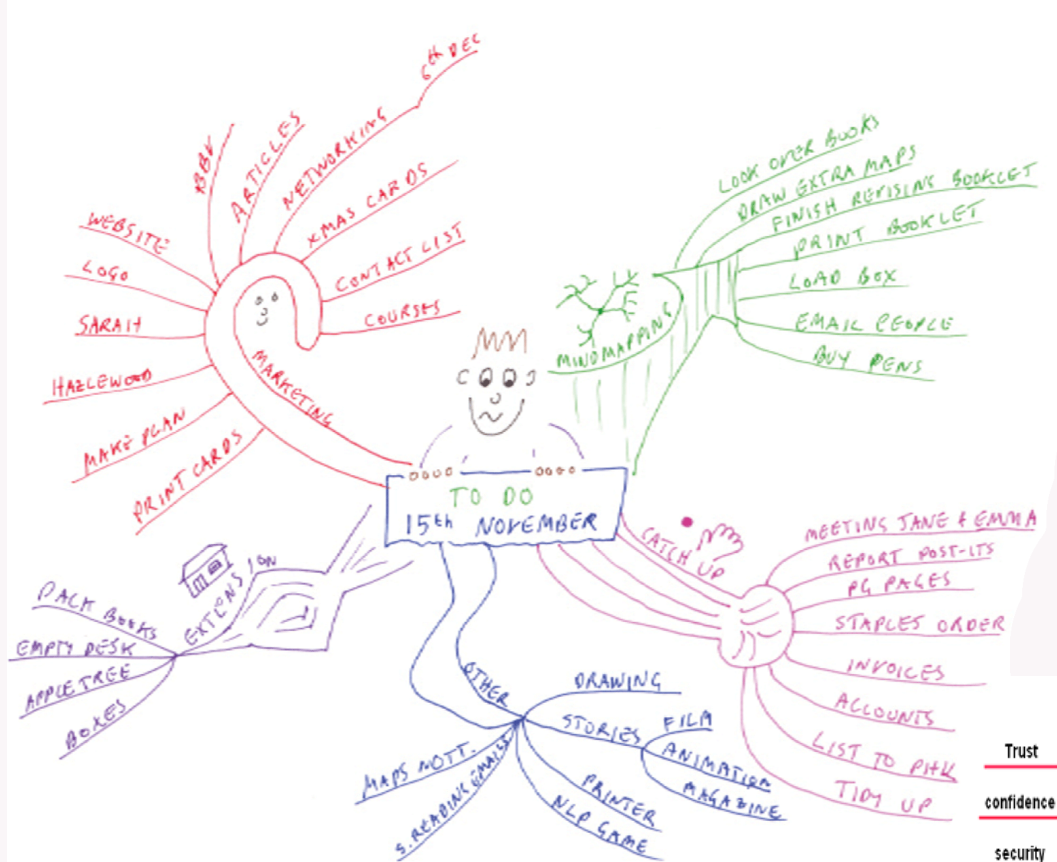 TO DO
15th NOVEMBER
MARKETING
PRINT CARDS
MAKE PLAN
HAZLEWOOD
SARAH
LOGO
WEBSITE
ARTICLES
NETWORKING
6th DEC
XMAS CARDS
CONTACT LIST
COURSES
MINDMAPPING
LOOK OVER BOOKS
DRAW EXTRA MAPS
FINISH REVISING BOOKLET
PRINT BOOKLET
LOAD BOX
EMAIL PEOPLE
BUY PENS
CATCH UP
MEETING JANE & EMMA
REPORT POST-ITS
PG PAGES
STAPLES ORDER
INVOICES
ACCOUNTS
LIST TO PHK
TIDY UP
OTHER
DRAWING
STORIES
FILM
ANIMATION
MAGAZINE
PRINTER
NLP GAME
S. READING EMAILS
MAPS NOTT.
EXTENSION
PACK BOOKS
EMPTY DESK
APPLE TREE
BOXES
Trust
confidence
security